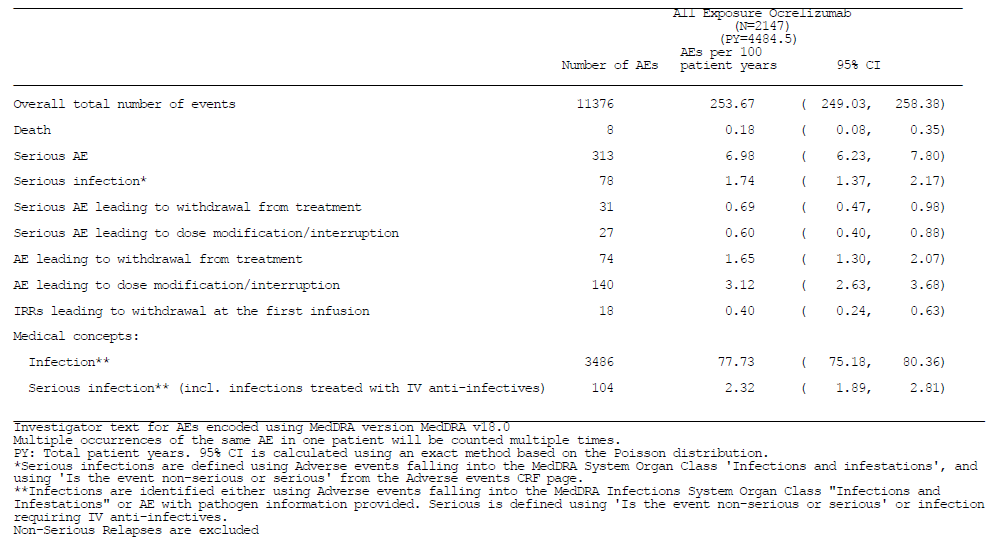 All Exposure Ocrelizumab
(N=2147)
(PY=4484.5)
AEs per 100
Number of AEs patient years 95% CI
Overall total number of events 11376 253.67 ( 249.03, 258.38)
Death 8 0.18 ( 0.08, 0.35)
Serious AE 313 6.98 ( 6.23, 7.80)
Serious infection* 78 1.74 ( 1.37, 2.17)
Serious AE leading to withdrawal from treatment 31 0.69 ( 0.47, 0.98)
Serious AE leading to dose modification/interruption 27 0.60 ( 0.40, 0.88)
AE leading to withdrawal from treatment 74 1.65 ( 1.30, 2.07)
AE leading to dose modification/interruption 140 3.12 ( 2.63, 3.68)
IRRs leading to withdrawal at the first infusion 18 0.40 ( 0.24, 0.63)
Medical concepts:
Infection** 3486 77.73 ( 75.18, 80.36)
Serious infection** (incl. infections treated with IV anti-infectives) 104 2.32 ( 1.89, 2.81)
Investigator text for AEs encoded using MedDRA version MedDRA v18.0
Multiple occurrences of the same AE in one patient will be counted multiple times.
PY: Total patient years. 95% CI is calculated using an exact method based on the Poisson distribution.
*Serious infections are defined using Adverse events falling into the MedDRA System Organ Class 'Infections and infestations', and
using 'Is the event non-serious or serious' from the Adverse events CRF page.
**Infections are identified either using Adverse events falling into the MedDRA Infections System Organ Class "Infections and
Infestations" or AE with pathogen information provided. Serious is defined using 'Is the event non-serious or serious' or infection
requiring IV anti-infectives.
Non-Serious Relapses are excluded